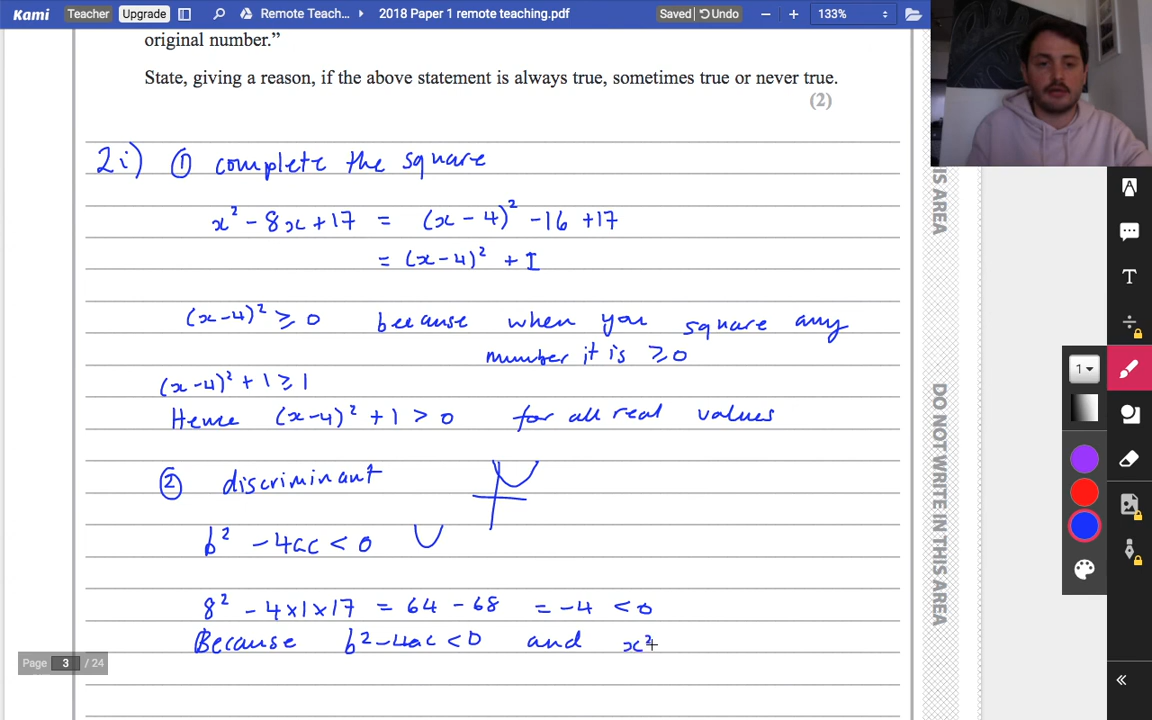 Kami Teacher Upgrade Remote Teach... 2018 Paper 1 remote teaching.pdf Saved Undo − + 133%
original number.”
State, giving a reason, if the above statement is always true, sometimes true or never true.
(2)
2i) ① complete the square
x² - 8x + 17 = (x - 4)² - 16 + 17
= (x - 4)² + 1
(x - 4)² ≥ 0 because when you square any
number it is ≥ 0
(x - 4)² + 1 ≥ 1
Hence (x - 4)² + 1 > 0 for all real values
② discriminant
b² - 4ac < 0
8² - 4 x 1 x 17 = 64 - 68 = -4 < 0
Because b² - 4ac < 0 and x²
Page 3 / 24
IS AREA
DO NOT WRITE IN THIS AREA
1